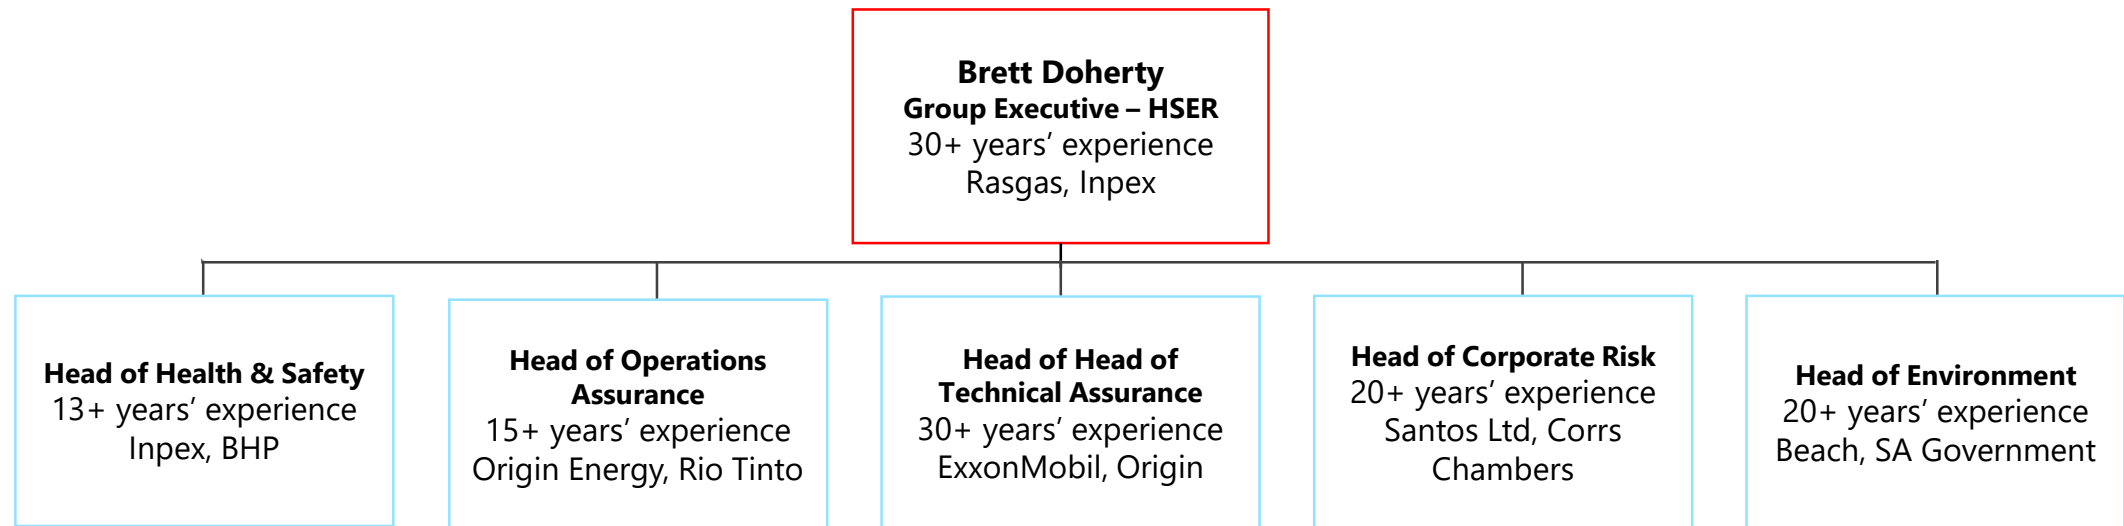 Brett Doherty
Group Executive – HSER
30+ years’ experience
Rasgas, Inpex
Head of Health & Safety
13+ years’ experience
Inpex, BHP
Head of Operations
Assurance
15+ years’ experience
Origin Energy, Rio Tinto
Head of Head of
Technical Assurance
30+ years’ experience
ExxonMobil, Origin
Head of Corporate Risk
20+ years’ experience
Santos Ltd, Corrs
Chambers
Head of Environment
20+ years’ experience
Beach, SA Government